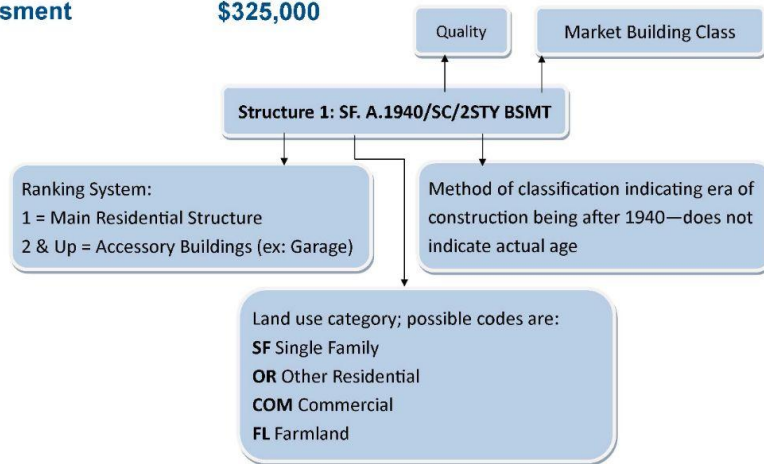 sment $325,000
Quality
Market Building Class
Structure 1: SF. A.1940/SC/2STY BSMT
Ranking System:
1 = Main Residential Structure
2 & Up = Accessory Buildings (ex: Garage)
Method of classification indicating era of
construction being after 1940—does not
indicate actual age
Land use category; possible codes are:
SF Single Family
OR Other Residential
COM Commercial
FL Farmland